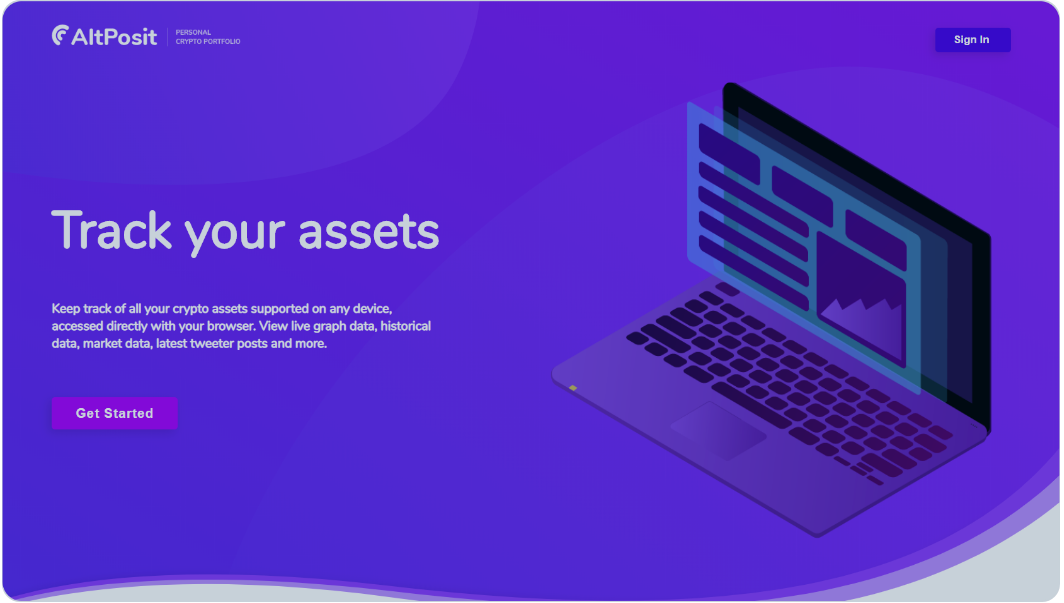 AltPosit
PERSONAL
CRYPTO PORTFOLIO
Sign In
Track your assets
Keep track of all your crypto assets supported on any device,
accessed directly with your browser. View live graph data, historical
data, market data, latest tweeter posts and more.
Get Started